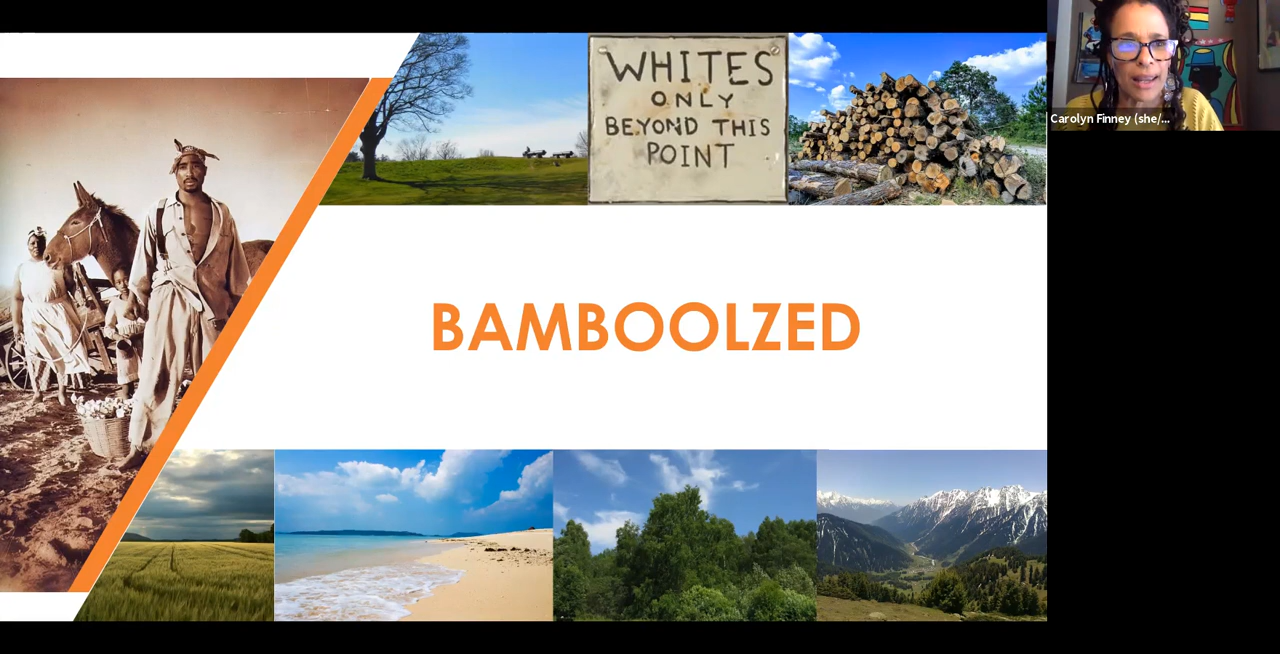 WHITES
ONLY
BEYOND THIS
POINT
Carolyn Finney (she/...
BAMBOOLZED